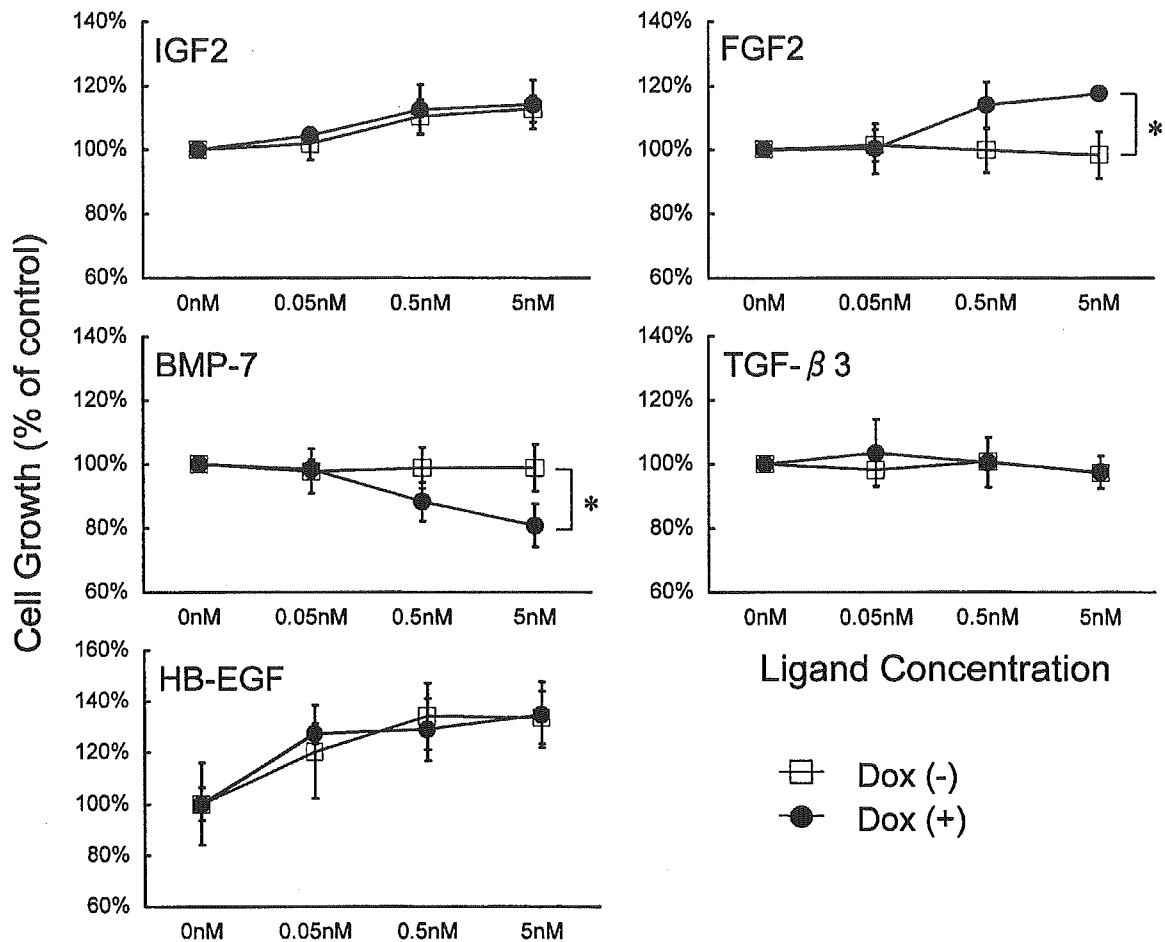 Cell Growth (% of control)
140%
120%
100%
80%
60%
IGF2
0nM 0.05nM 0.5nM 5nM
140%
120%
100%
80%
60%
FGF2
*
0nM 0.05nM 0.5nM 5nM
140%
120%
100%
80%
60%
BMP-7
*
0nM 0.05nM 0.5nM 5nM
140%
120%
100%
80%
60%
TGF-β3
0nM 0.05nM 0.5nM 5nM
160%
140%
120%
100%
80%
60%
HB-EGF
0nM 0.05nM 0.5nM 5nM
Ligand Concentration
Dox (-)
Dox (+)